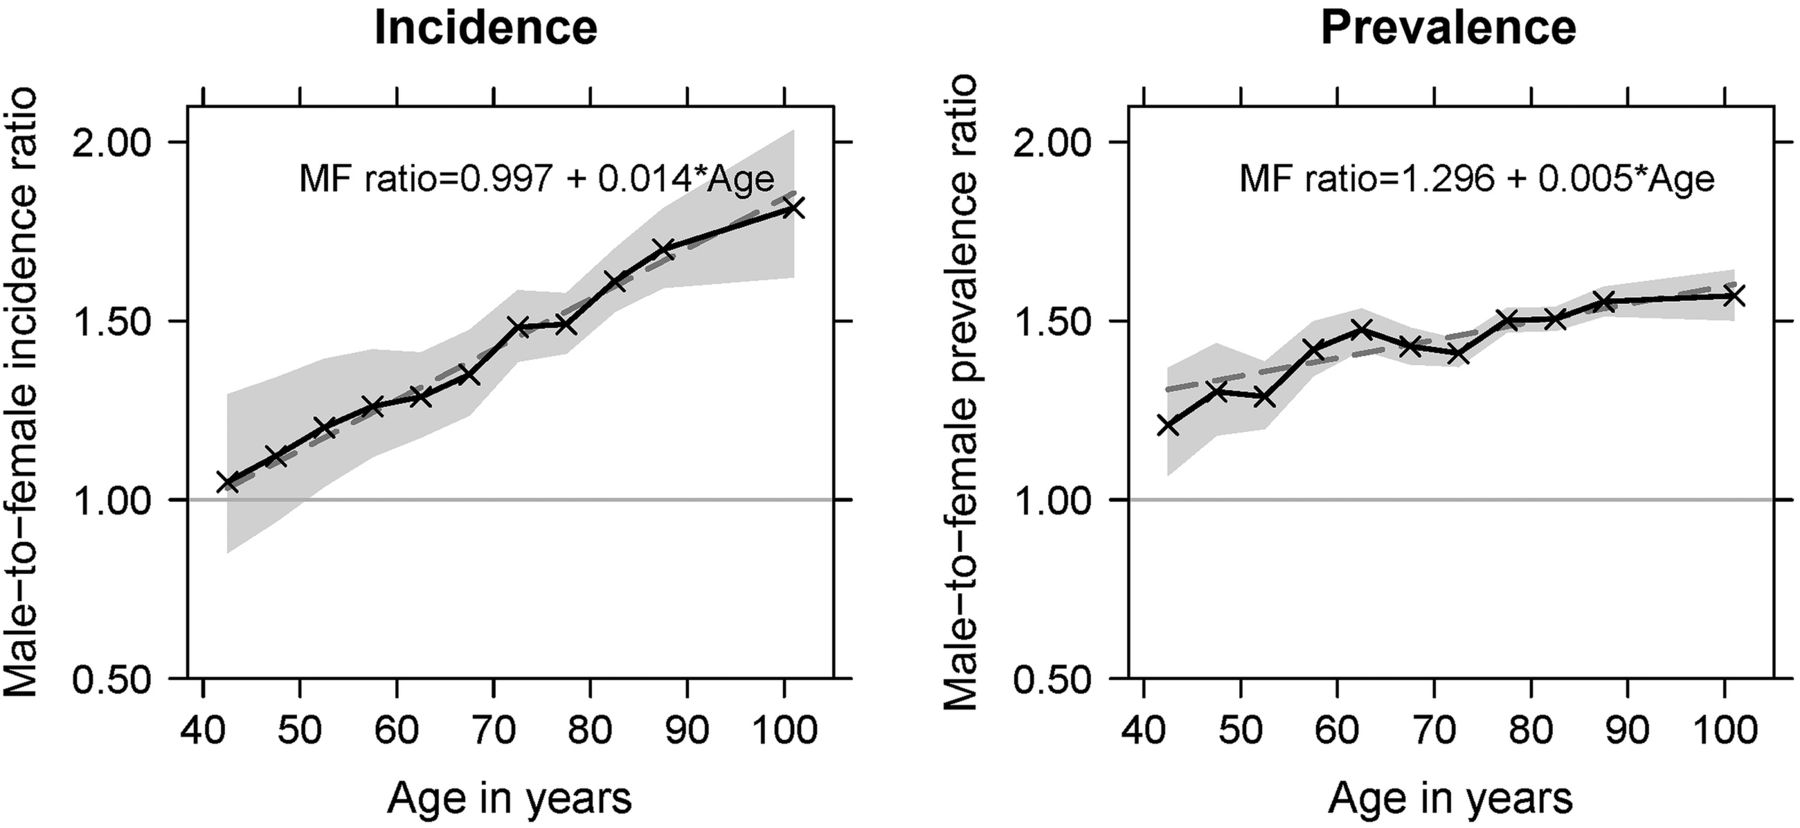 Incidence
Male-to-female incidence ratio
2.00
1.50
1.00
0.50
MF ratio=0.997 + 0.014*Age
40 50 60 70 80 90 100
Age in years
Prevalence
Male-to-female prevalence ratio
2.00
1.50
1.00
0.50
MF ratio=1.296 + 0.005*Age
40 50 60 70 80 90 100
Age in years